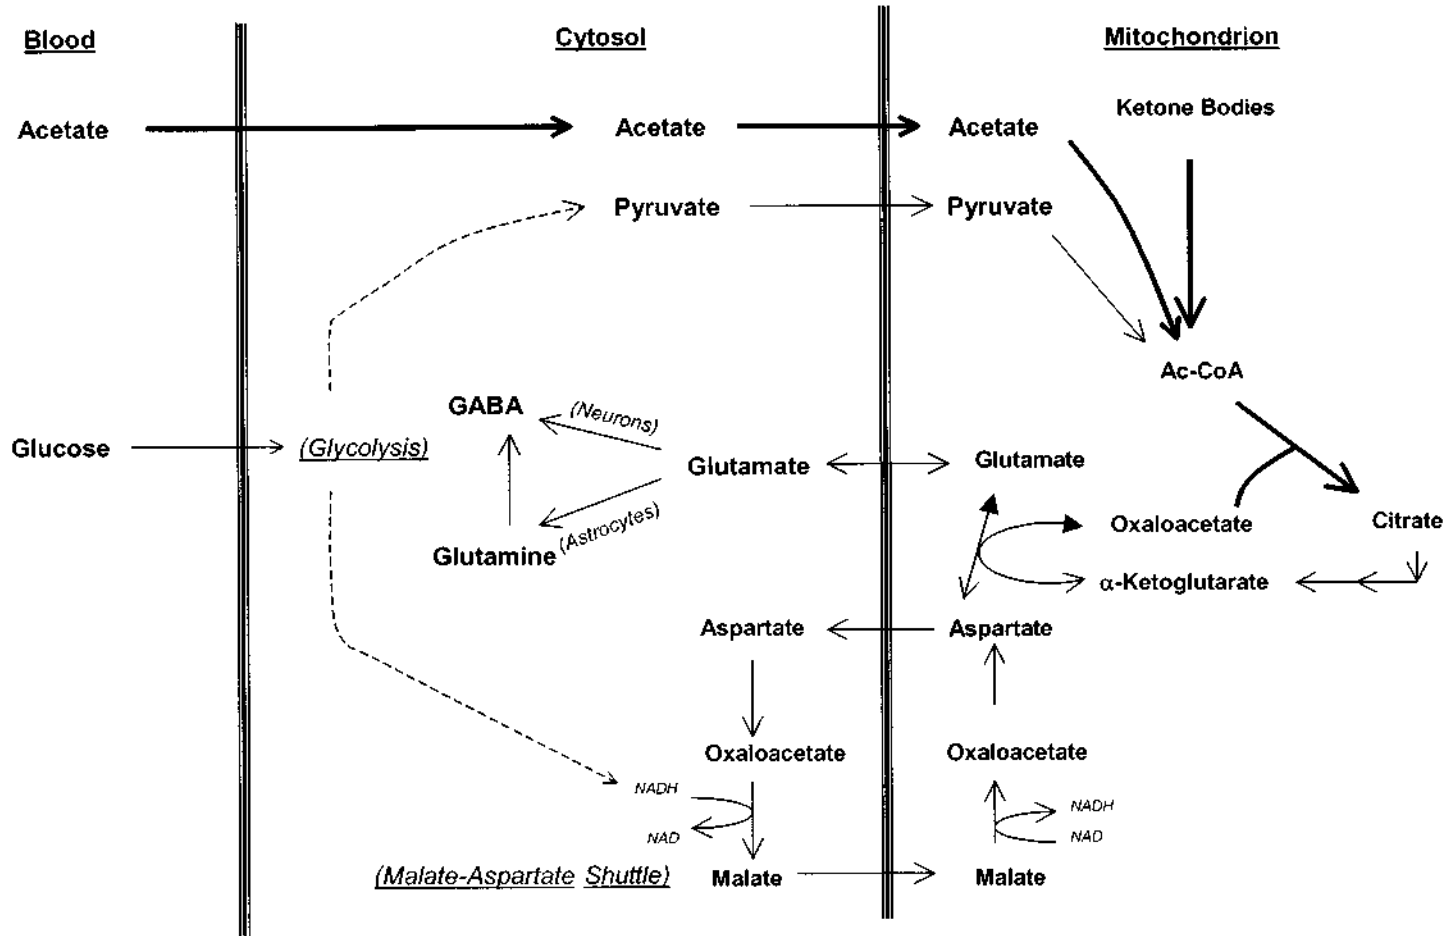 Blood
Cytosol
Mitochondrion
Ketone Bodies
Acetate
Acetate
Acetate
Pyruvate
Pyruvate
Ac-CoA
GABA
(Neurons)
Glucose
(Glycolysis)
Glutamate
Glutamate
(Astrocytes)
Glutamine
Oxaloacetate
Citrate
α-Ketoglutarate
Aspartate
Aspartate
Oxaloacetate
Oxaloacetate
NADH
NADH
NAD
NAD
(Malate-Aspartate Shuttle)
Malate
Malate